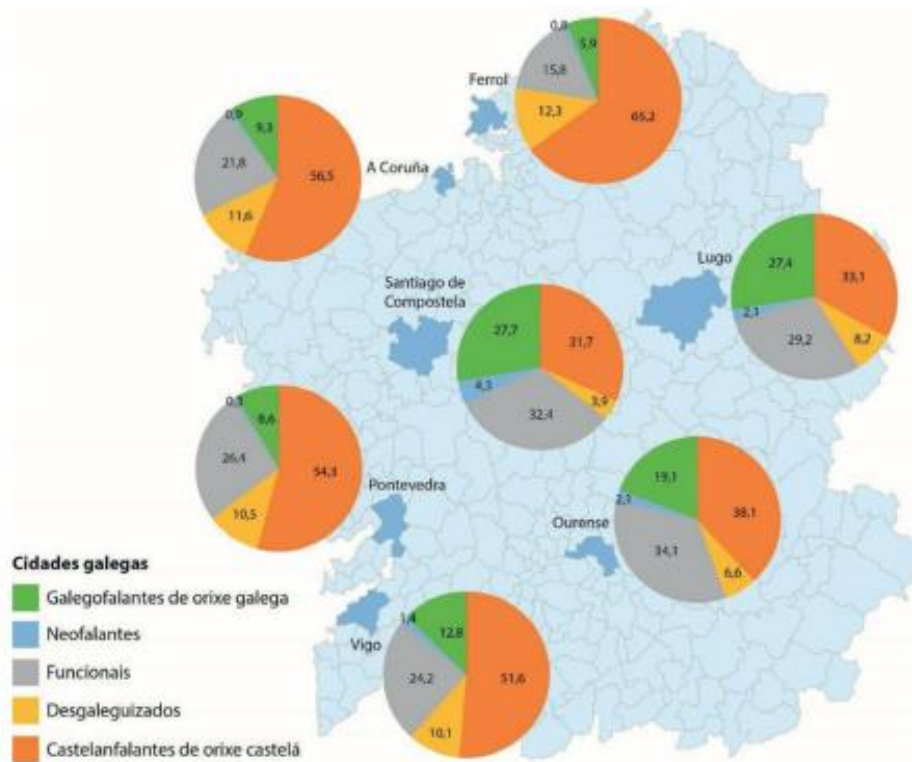 0,8
5,9
15,8
12,3
65,2
Ferrol
0,9
9,3
21,8
11,6
56,5
A Coruña
Lugo
27,4
33,1
2,1
29,2
8,2
Santiago de
Compostela
27,7
31,7
4,3
3,9
32,4
8,6
26,4
54,3
10,5
Pontevedra
19,1
38,1
2,1
34,1
6,6
Ourense
Cidades galegas
Galegofalantes de orixe galega
Neofalantes
Funcionais
Desgaleguizados
Castelanfalantes de orixe castelá
Vigo
1,4
12,8
24,2
51,6
10,1